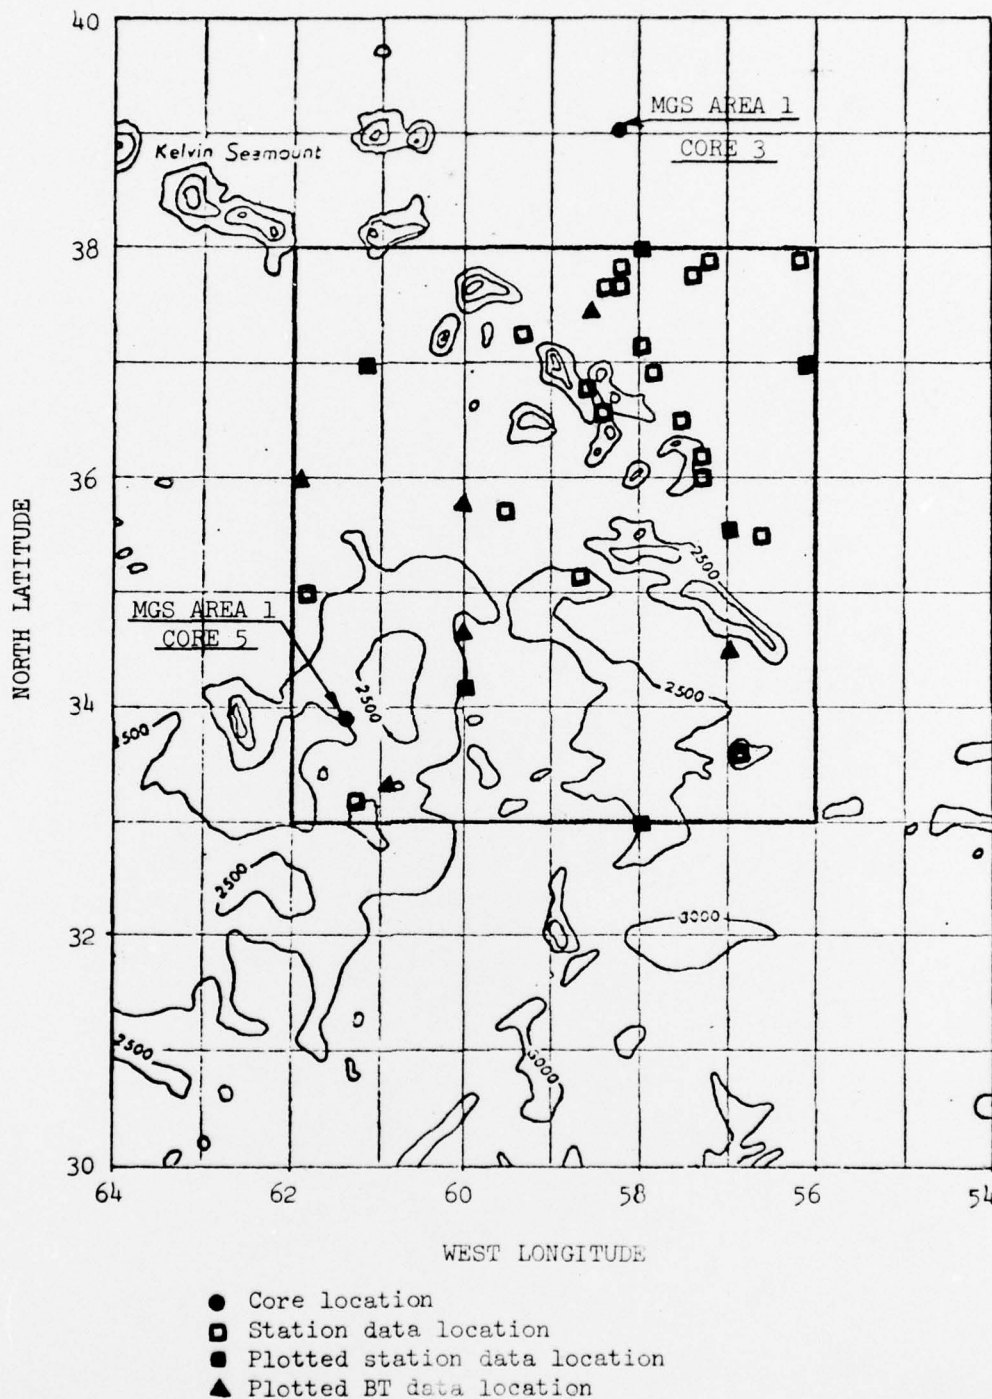 40
MGS AREA 1
CORE 3
Kelvin Seamount
38
36
2500
MGS AREA 1
CORE 5
2500
2500
34
2500
2500
3000
32
2500
3000
30
64
62
60
58
56
54
NORTH LATITUDE
WEST LONGITUDE
Core location
Station data location
Plotted station data location
Plotted BT data location